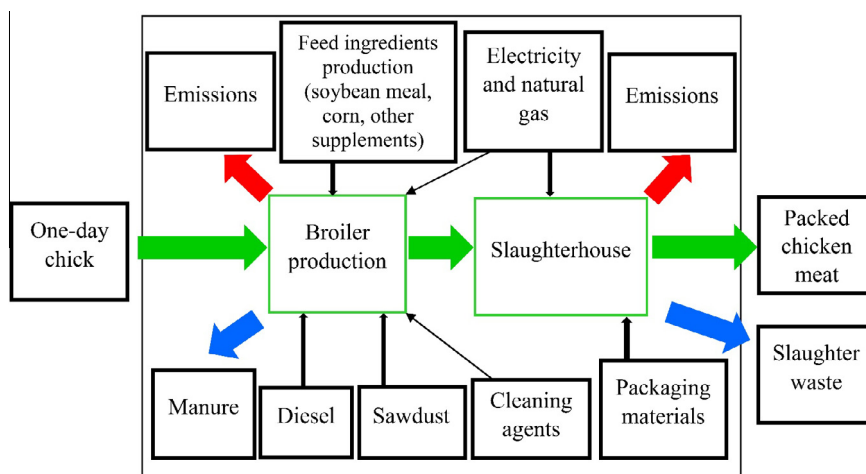 Emissions
Feed ingredients
production
(soybean meal,
corn, other
supplements)
Electricity
and natural
gas
Emissions
One-day
chick
Broiler
production
Slaughterhouse
Packed
chicken
meat
Manure
Diesel
Sawdust
Cleaning
agents
Packaging
materials
Slaughter
waste